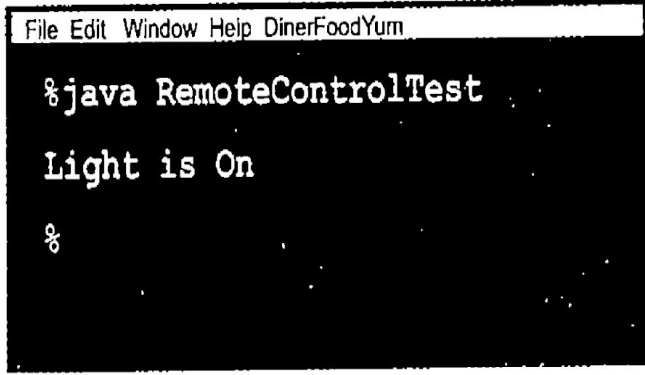 File Edit Window Help DinerFoodYum
%java RemoteControlTest
Light is On
%